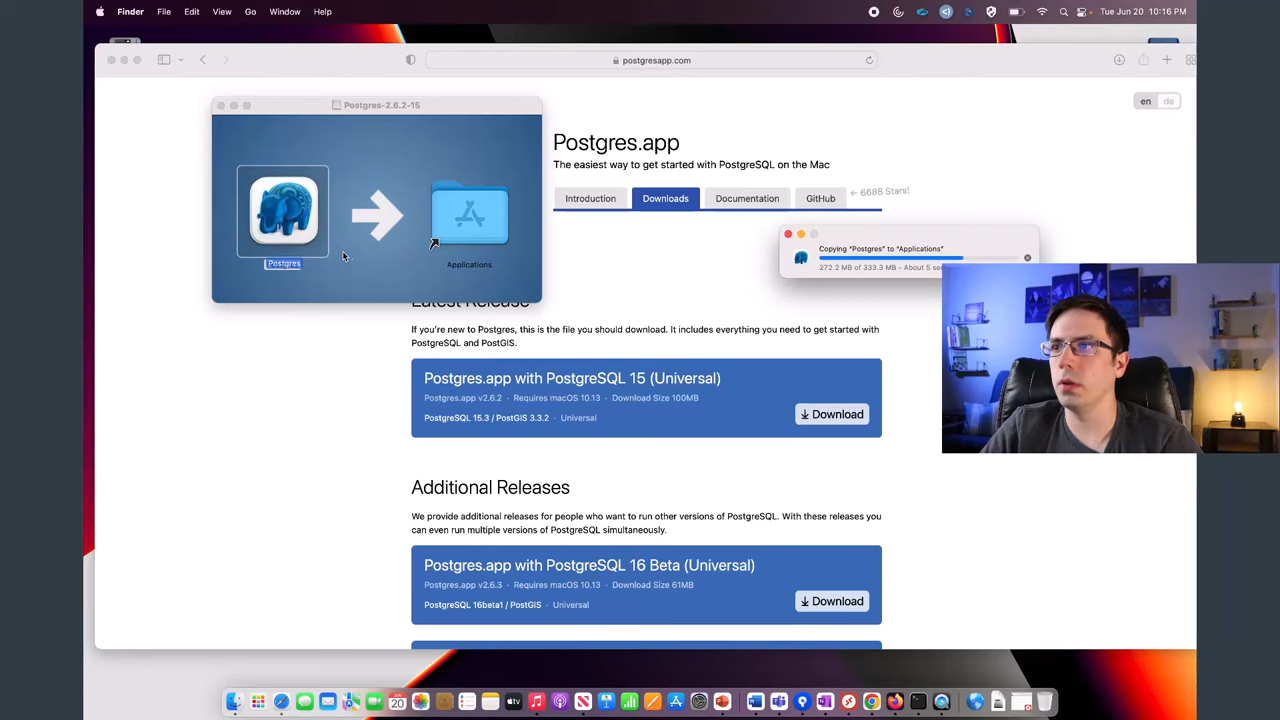 Finder File Edit View Go Window Help
Tue Jun 20 10:16 PM
postgresapp.com
en de
Postgres-2.6.2-15
Postgres
Applications
Postgres.app
The easiest way to get started with PostgreSQL on the Mac
Introduction Downloads Documentation GitHub ← 6688 Stars!
Copying “Postgres” to “Applications”
272.2 MB of 333.3 MB - About 5
Latest Release
If you're new to Postgres, this is the file you should download. It includes everything you need to get started with
PostgreSQL and PostGIS.
Postgres.app with PostgreSQL 15 (Universal)
Postgres.app v2.6.2 · Requires macOS 10.13 · Download Size 100MB
PostgreSQL 15.3 / PostGIS 3.3.2 · Universal
Download
Additional Releases
We provide additional releases for people who want to run other versions of PostgreSQL. With these releases you
can even run multiple versions of PostgreSQL simultaneously.
Postgres.app with PostgreSQL 16 Beta (Universal)
Postgres.app v2.6.3 · Requires macOS 10.13 · Download Size 61MB
PostgreSQL 16beta1 / PostGIS · Universal
Download
20
tv